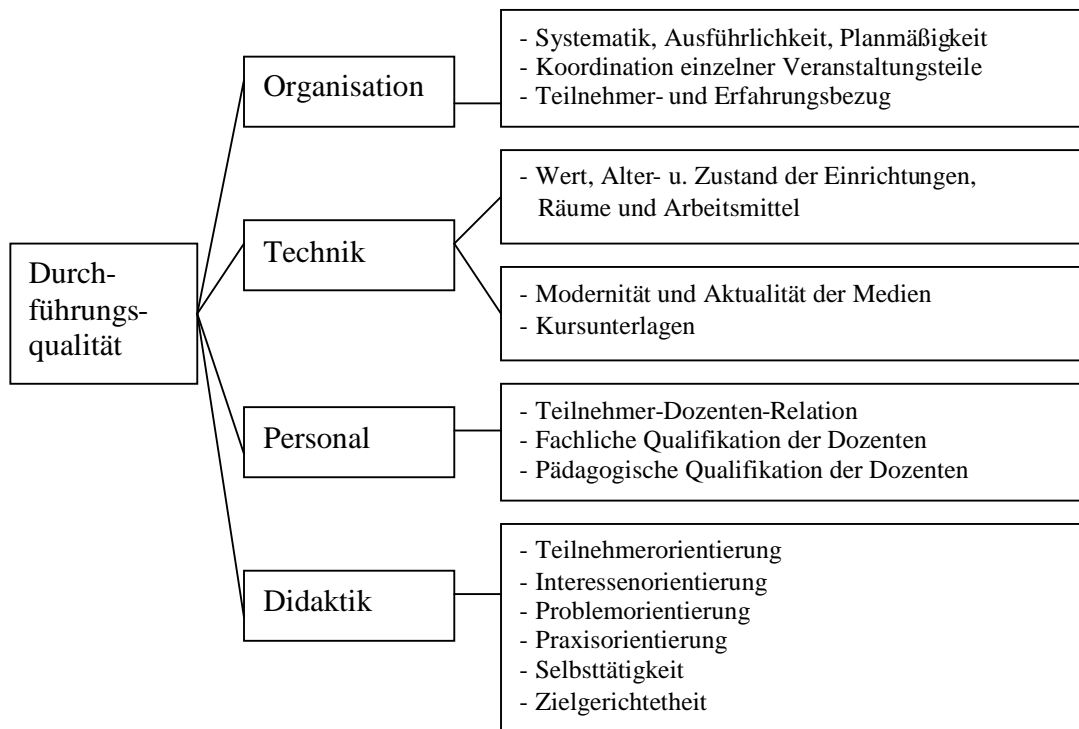 Durch-
führungs-
qualität
Organisation
- Systematik, Ausführlichkeit, Planmäßigkeit
- Koordination einzelner Veranstaltungsteile
- Teilnehmer- und Erfahrungsbezug
Technik
- Wert, Alter- u. Zustand der Einrichtungen,
Räume und Arbeitsmittel
- Modernität und Aktualität der Medien
- Kursunterlagen
Personal
- Teilnehmer-Dozenten-Relation
- Fachliche Qualifikation der Dozenten
- Pädagogische Qualifikation der Dozenten
Didaktik
- Teilnehmerorientierung
- Interessenorientierung
- Problemorientierung
- Praxisorientierung
- Selbsttätigkeit
- Zielgerichtetheit